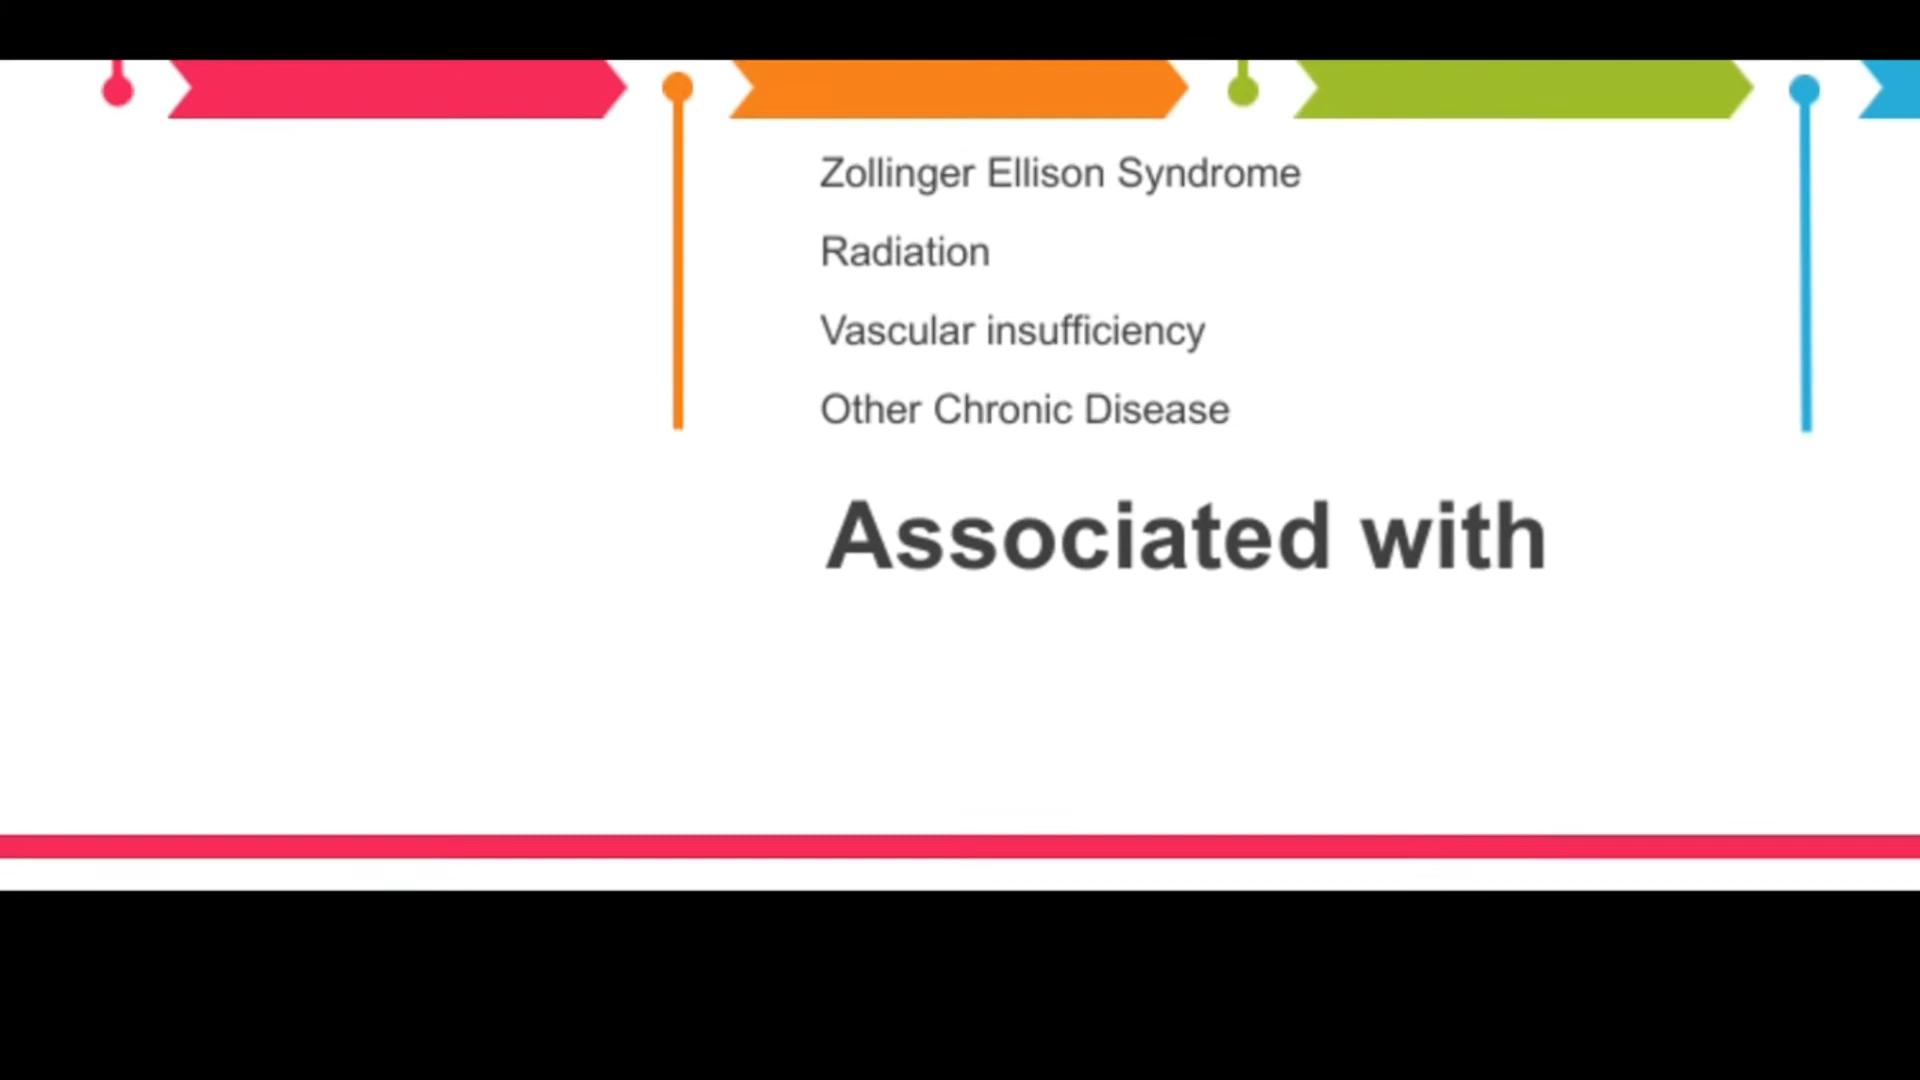 Zollinger Ellison Syndrome
Radiation
Vascular insufficiency
Other Chronic Disease
Associated with